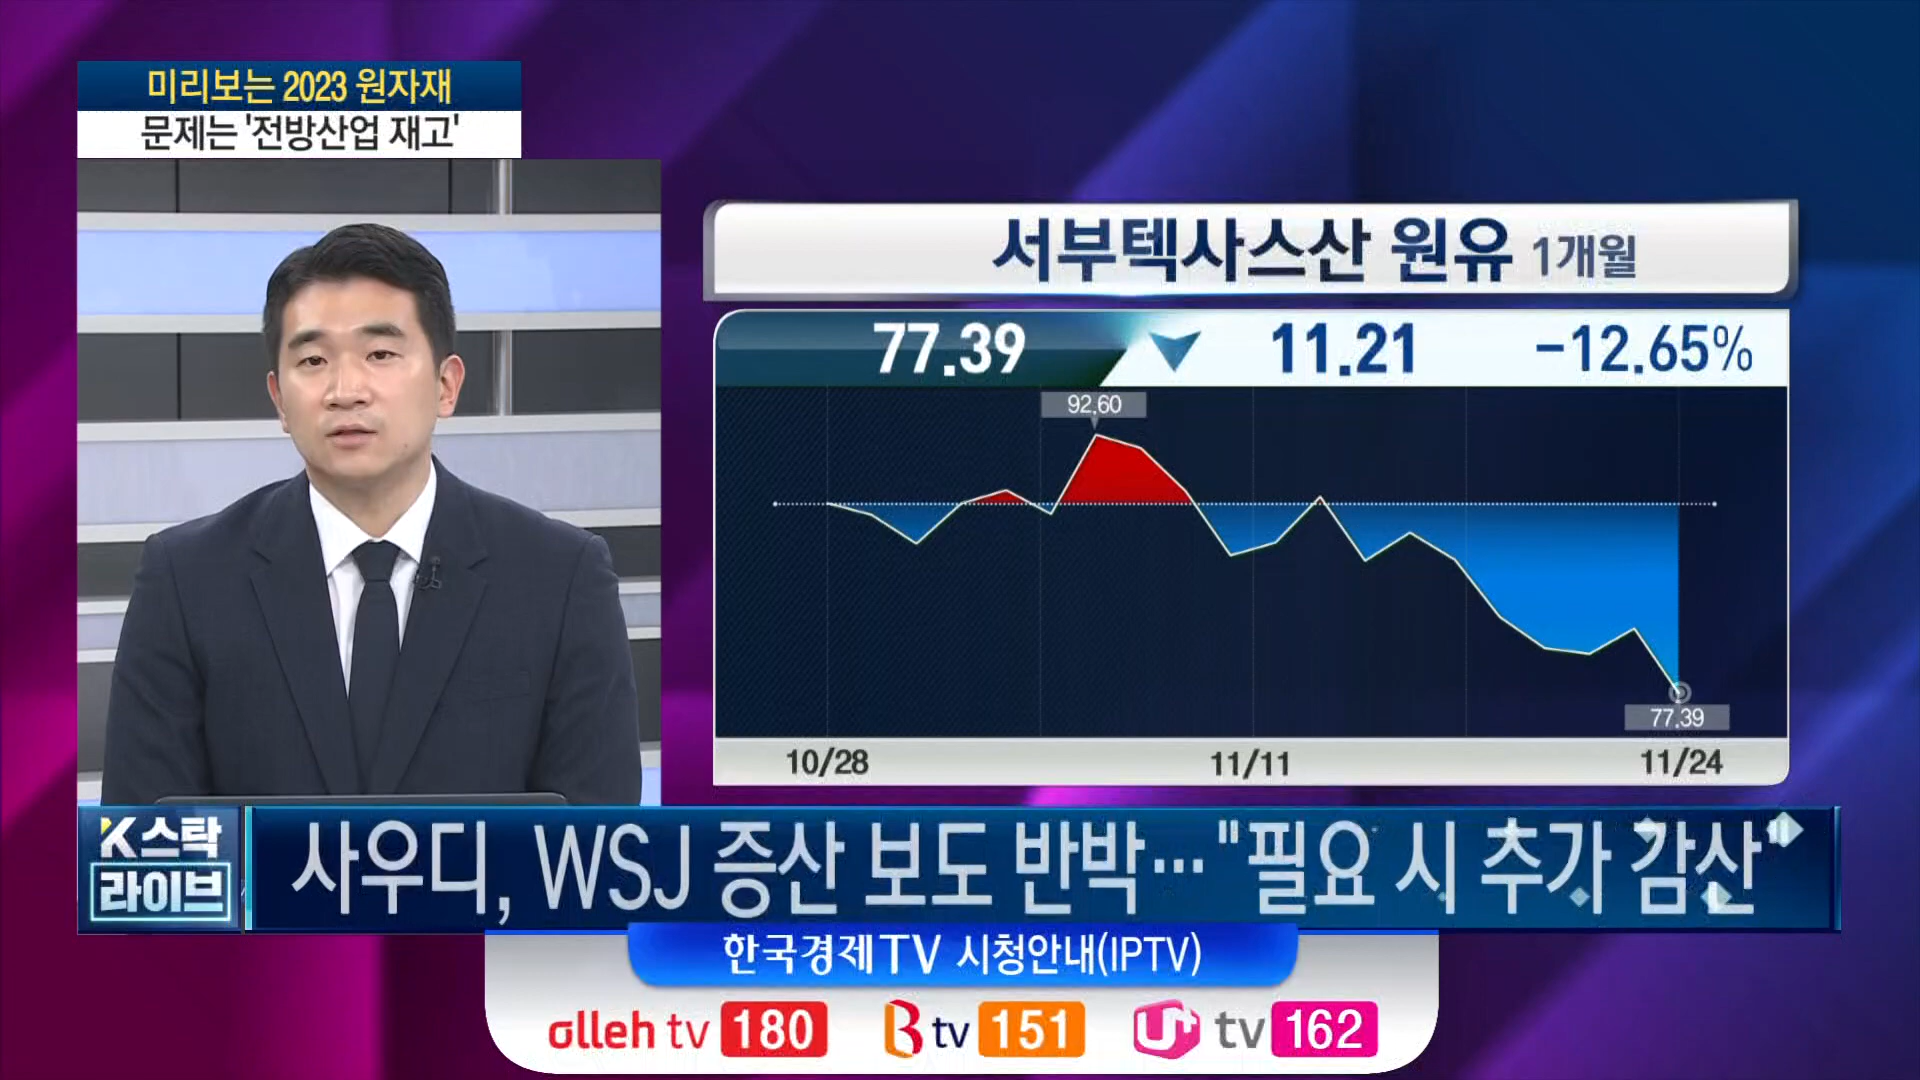 미리보는 2023 원자재
문제는 '전방산업 재고'
서부텍사스산 원유 1개월
77.39 11.21 -12.65%
92.60
77.39
10/28 11/11 11/24
K스탁
라이브
사우디, WSJ 증산 보도 반박…"필요 시 추가 감산"
한국경제TV 시청안내(IPTV)
olleh tv 180 B tv 151 U+ tv 162